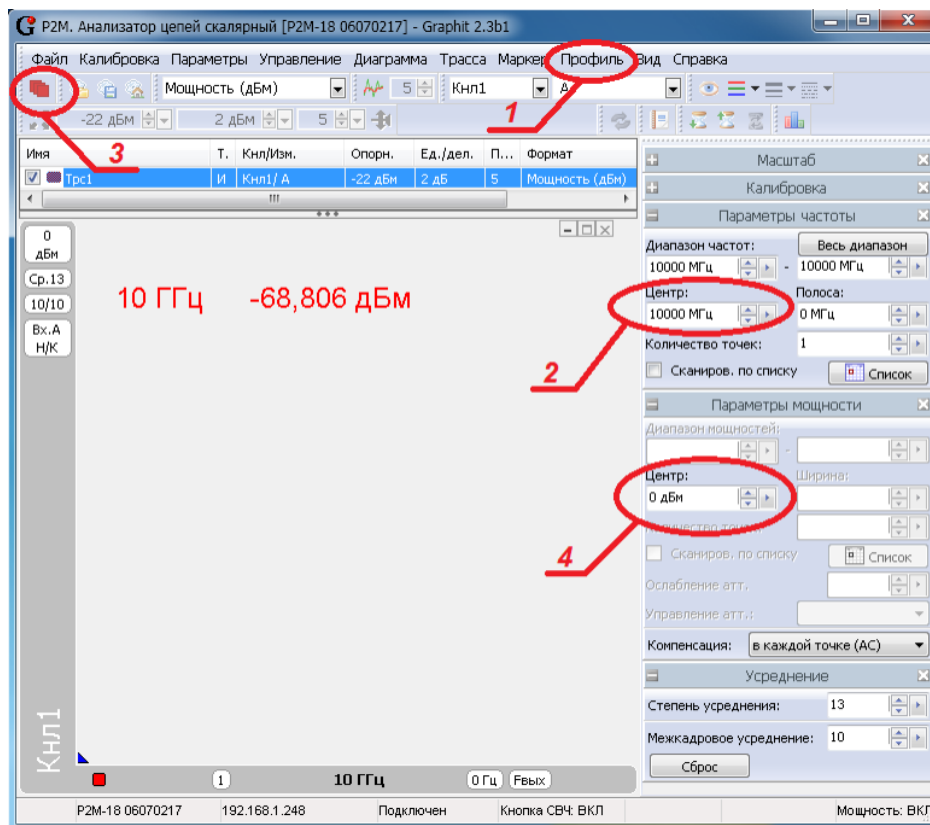 Р2М. Анализатор цепей скалярный [Р2М-18 06070217] - Graphit 2.3b1
Файл Калибровка Параметры Управление Диаграмма Трасса Маркер Профиль Вид Справка
Мощность (дБм) 5 Кнл1 A
1
-22 дБм 2 дБм 5
3
Имя Т. Кнл/Изм. Опорн. Ед./дел. П... Формат
Трс1 И Кнл1/ A -22 дБм 2 дБ 5 Мощность (дБм)
0 дБм
Ср.13
10/10
Вх.А Н/К
10 ГГц -68,806 дБм
Кнл1
1 10 ГГц 0 Гц Fвых
Масштаб
Калибровка
Параметры частоты
Диапазон частот: Весь диапазон
10000 МГц - 10000 МГц
Центр: Полоса:
10000 МГц 0 МГц
2
Количество точек: 1
Сканиров. по списку Список
Параметры мощности
Диапазон мощностей:
-
Центр: Ширина:
0 дБм
4
Количество точек:
Сканиров. по списку Список
Ослабление атт.
Управление атт.:
Компенсация: в каждой точке (AC)
Усреднение
Степень усреднения: 13
Межкадровое усреднение: 10
Сброс
Р2М-18 06070217 192.168.1.248 Подключен Кнопка СВЧ: ВКЛ Мощность: ВКЛ